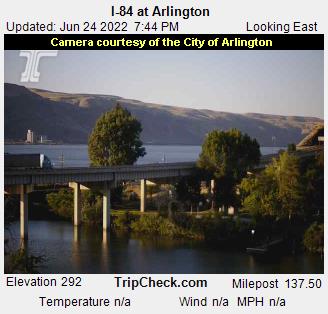 I-84 at Arlington
Updated: Jun 24 2022 7:44 PM Looking East
Camera courtesy of the City of Arlington
Elevation 292 TripCheck.com Milepost 137.50
Temperature n/a Wind n/a MPH n/a